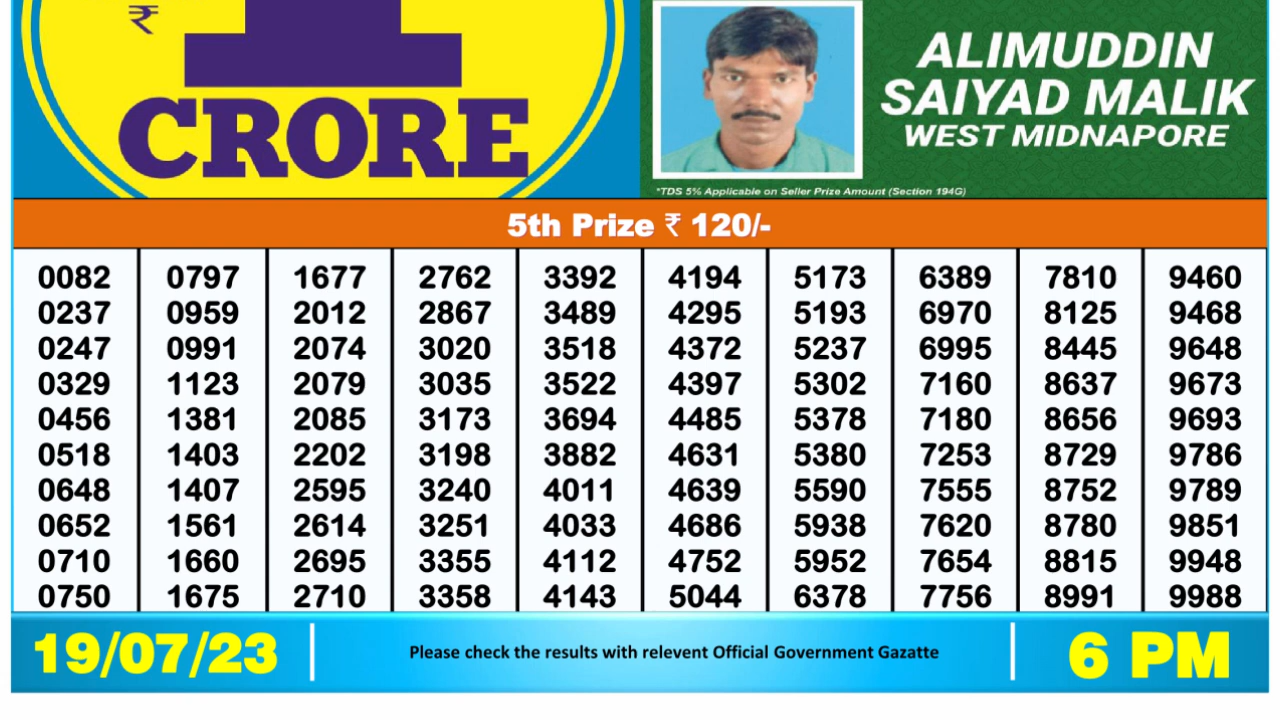 ₹
1
CRORE
ALIMUDDIN
SAIYAD MALIK
WEST MIDNAPORE
*TDS 5% Applicable on Seller Prize Amount (Section 194G)
5th Prize ₹ 120/-
0082 0797 1677 2762 3392 4194 5173 6389 7810 9460
0237 0959 2012 2867 3489 4295 5193 6970 8125 9468
0247 0991 2074 3020 3518 4372 5237 6995 8445 9648
0329 1123 2079 3035 3522 4397 5302 7160 8637 9673
0456 1381 2085 3173 3694 4485 5378 7180 8656 9693
0518 1403 2202 3198 3882 4631 5380 7253 8729 9786
0648 1407 2595 3240 4011 4639 5590 7555 8752 9789
0652 1561 2614 3251 4033 4686 5938 7620 8780 9851
0710 1660 2695 3355 4112 4752 5952 7654 8815 9948
0750 1675 2710 3358 4143 5044 6378 7756 8991 9988
19/07/23
Please check the results with relevent Official Government Gazatte
6 PM